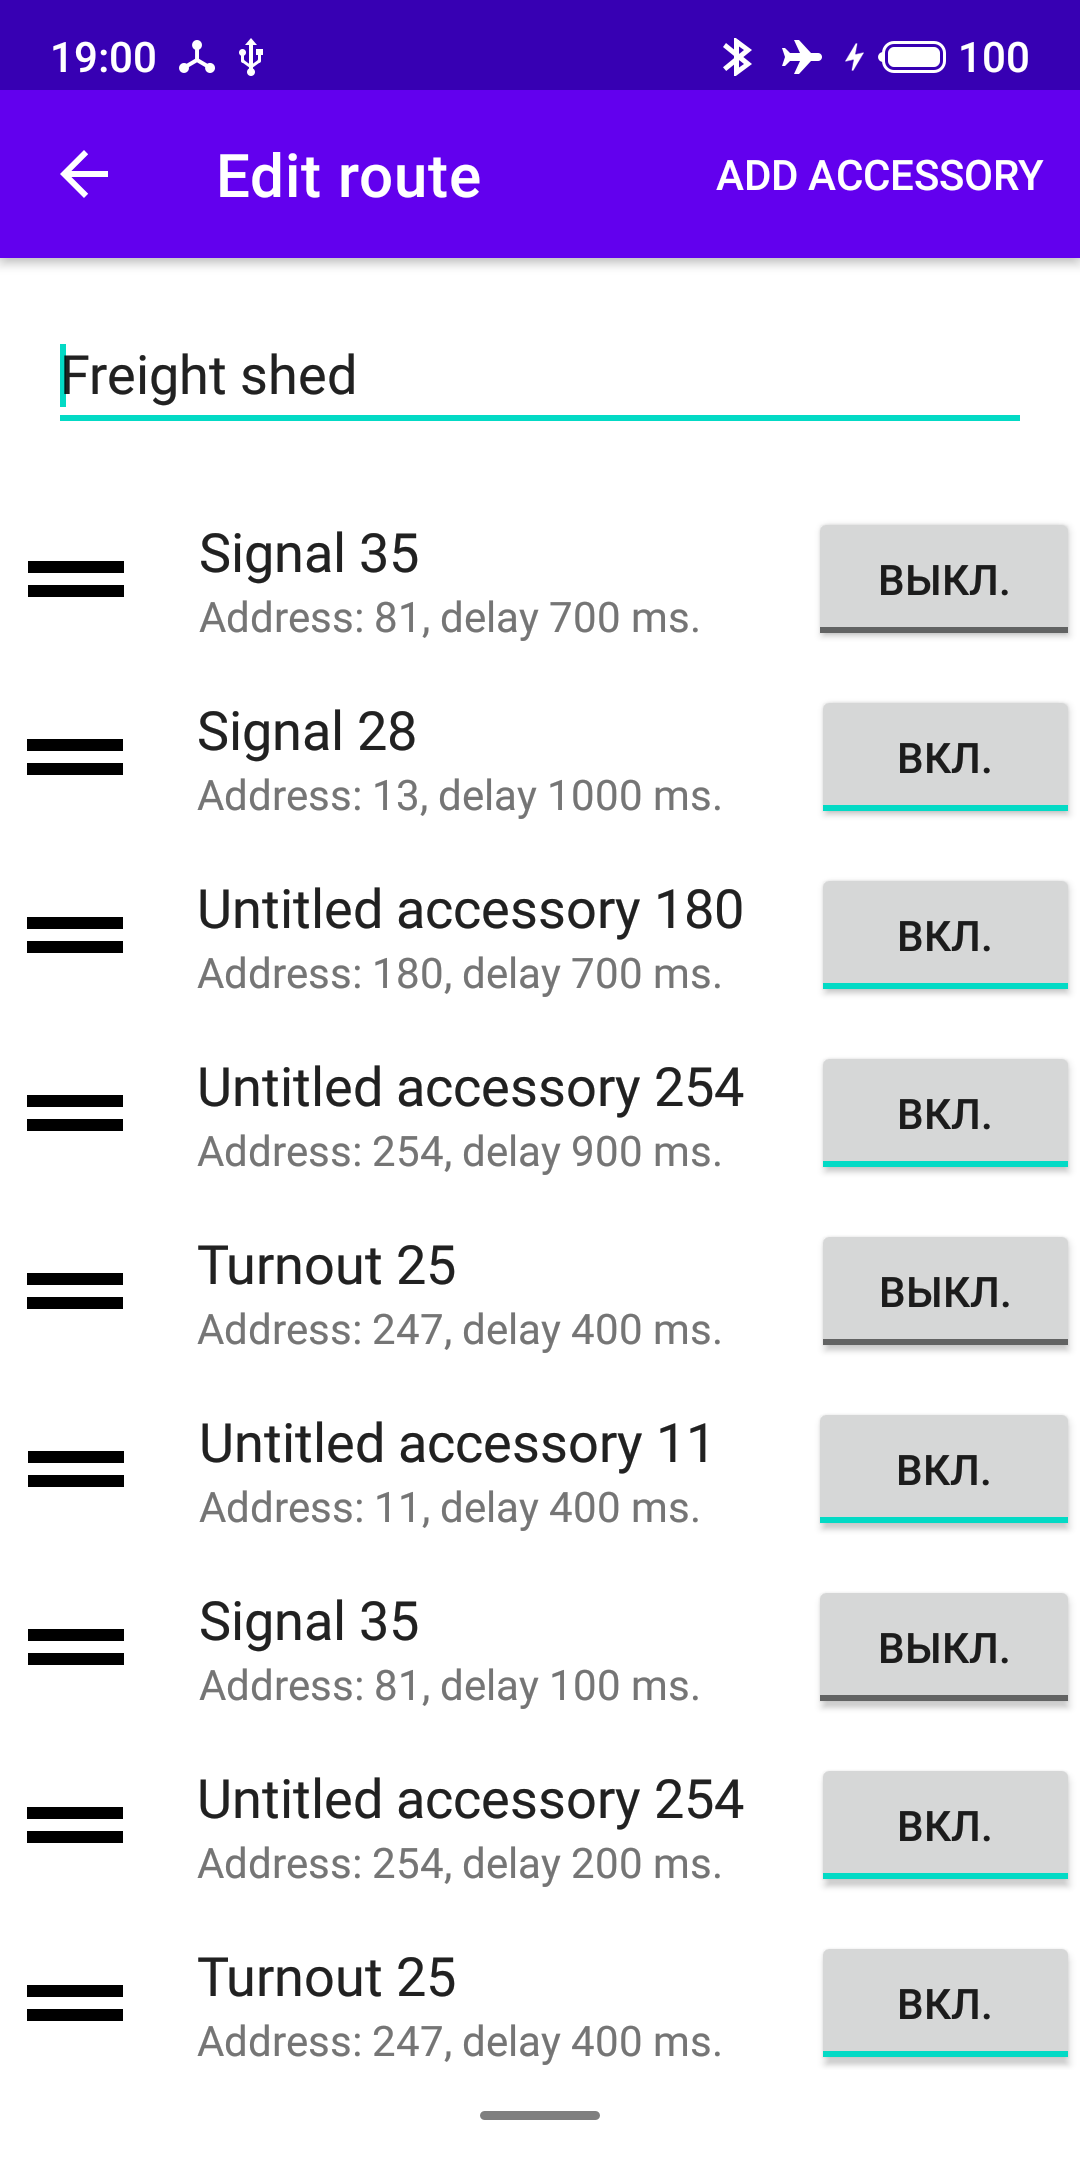 19:00 100
Edit route ADD ACCESSORY
Freight shed
Signal 35
Address: 81, delay 700 ms.
ВЫКЛ.
Signal 28
Address: 13, delay 1000 ms.
ВКЛ.
Untitled accessory 180
Address: 180, delay 700 ms.
ВКЛ.
Untitled accessory 254
Address: 254, delay 900 ms.
ВКЛ.
Turnout 25
Address: 247, delay 400 ms.
ВЫКЛ.
Untitled accessory 11
Address: 11, delay 400 ms.
ВКЛ.
Signal 35
Address: 81, delay 100 ms.
ВЫКЛ.
Untitled accessory 254
Address: 254, delay 200 ms.
ВКЛ.
Turnout 25
Address: 247, delay 400 ms.
ВКЛ.